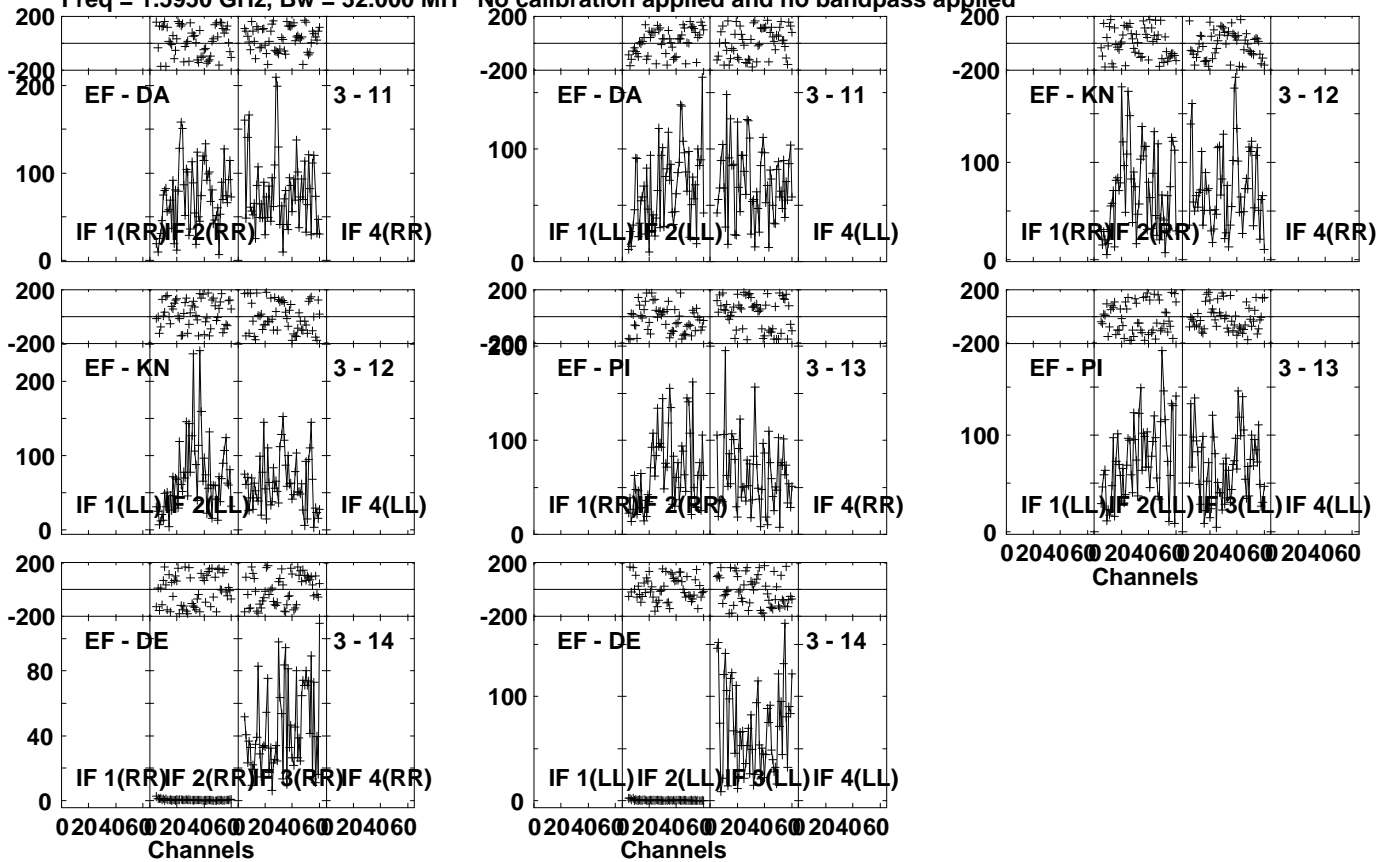 Freq = 1.5950 GHz, Bw = 32.000 MH No calibration applied and no bandpass applied
200
-200
200
100
0
EF - DA
3 - 11
IF 1(RR)
IF 2(RR)
IF 4(RR)
200
-200
100
0
EF - DA
3 - 11
IF 1(LL)
IF 2(LL)
IF 4(LL)
200
-200
100
0
EF - KN
3 - 12
IF 1(RR)
IF 2(RR)
IF 4(RR)
200
-200
200
100
0
EF - KN
3 - 12
IF 1(LL)
IF 2(LL)
IF 4(LL)
200
-200
200
100
0
EF - PI
3 - 13
IF 1(RR)
IF 2(RR)
IF 4(RR)
200
-200
100
0
EF - PI
3 - 13
IF 1(LL)
IF 2(LL)
IF 3(LL)
IF 4(LL)
0 20 40 60 0 20 40 60 0 20 40 60 0 20 40 60
Channels
200
-200
80
40
0
EF - DE
3 - 14
IF 1(RR)
IF 2(RR)
IF 3(RR)
IF 4(RR)
0 20 40 60 0 20 40 60 0 20 40 60 0 20 40 60
Channels
200
-200
100
0
EF - DE
3 - 14
IF 1(LL)
IF 2(LL)
IF 3(LL)
IF 4(LL)
0 20 40 60 0 20 40 60 0 20 40 60 0 20 40 60
Channels